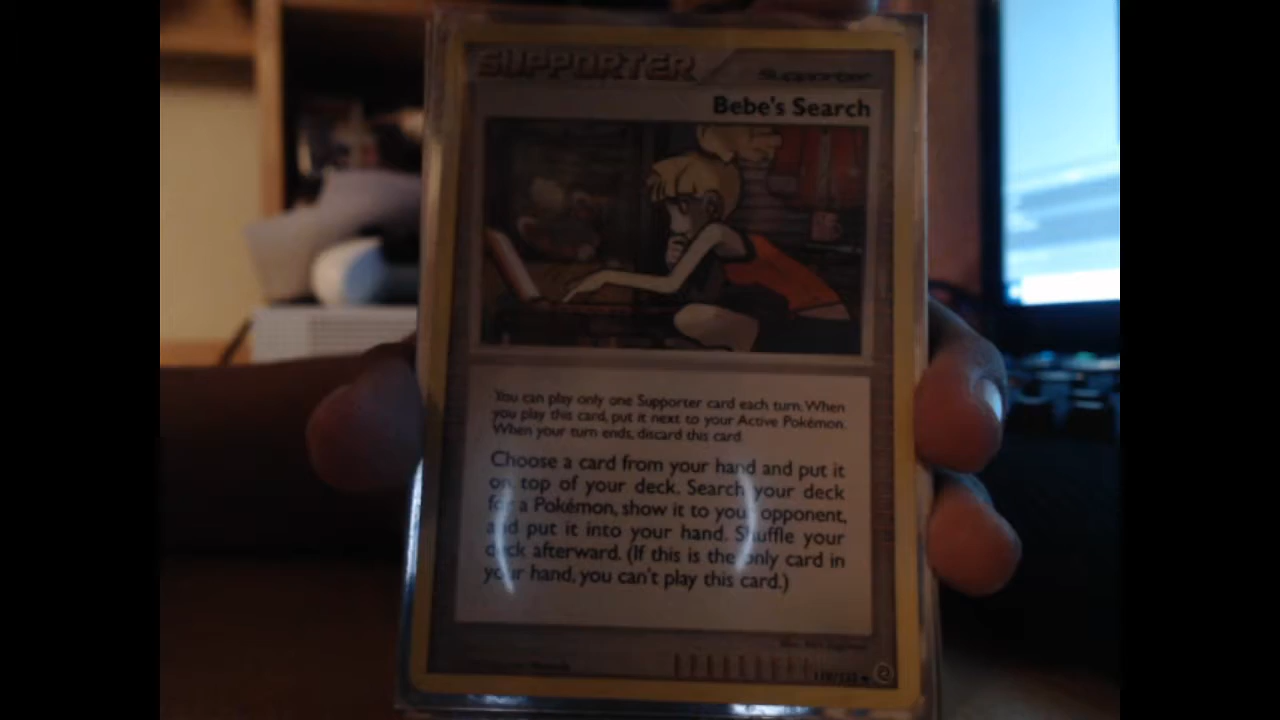 SUPPORTER
Supporter
Bebe's Search
You can play only one Supporter card each turn. When
you play this card, put it next to your Active Pokémon.
When your turn ends, discard this card.
Choose a card from your hand and put it
on top of your deck. Search your deck
for a Pokémon, show it to your opponent,
and put it into your hand. Shuffle your
deck afterward. (If this is the only card in
your hand, you can't play this card.)